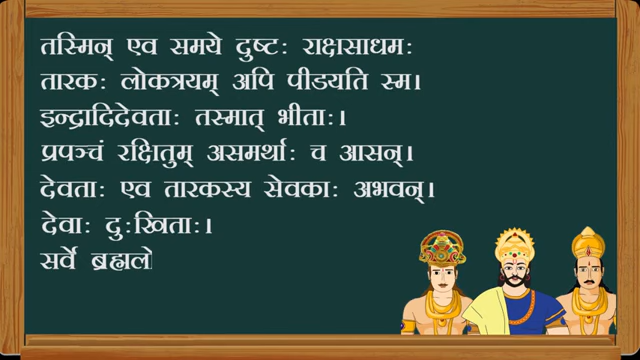 तस्मिन् एव समये दुष्टः राक्षसाधमः
तारकः लोकत्रयम् अपि पीडयति स्म।
इन्द्रादिदेवताः तस्मात् भीताः।
प्रपञ्चं रक्षितुम् असमर्थाः च आसन्।
देवताः एव तारकस्य सेवकाः अभवन्।
देवाः दुःखिताः।
सर्वे ब्रह्मले